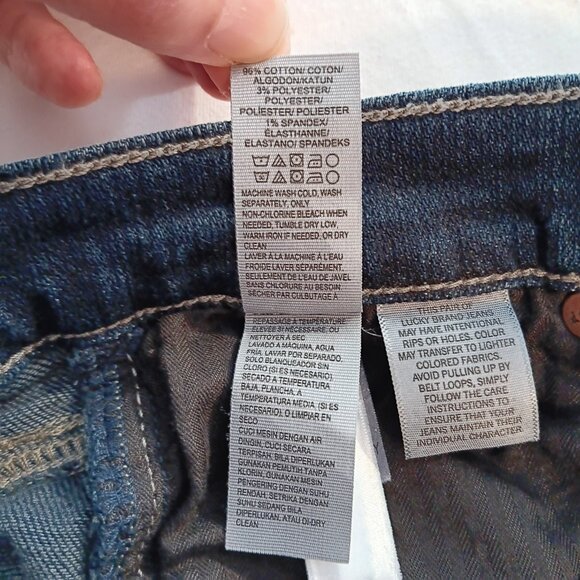 96% COTTON/ COTON/
ALGODON/KATUN
3% POLYESTER/
POLYESTER/
POLIESTER/ POLIESTER
1% SPANDEX/
ÉLASTHANNE/
ELASTANO/ SPANDEKS
MACHINE WASH COLD, WASH
SEPARATELY, ONLY
NON-CHLORINE BLEACH WHEN
NEEDED, TUMBLE DRY LOW,
WARM IRON IF NEEDED, OR DRY
CLEAN
LAVER À LA MACHINE À L'EAU
FROIDE LAVER SÉPARÉMENT,
SEULEMENT DE L'EAU DE JAVEL
SANS CHLORURE AU BESOIN
SÉCHER PAR CULBUTAGE À
REPASSAGE À TEMPÉRATURE
ÉLEVÉE SI NÉCESSAIRE, OU
NETTOYER À SEC
LAVADO A MÁQUINA, AGUA
FRÍA, LAVAR POR SEPARADO.
SOLO BLANQUEADOR SIN
CLORO (SI ES NECESARIO)
SECADO A TEMPERATURA
BAJA, PLANCHA, A
TEMPERATURA MEDIA (SI ES
NECESARIO) O LIMPIAR EN
SECO
CUCI MESIN DENGAN AIR
DINGIN, CUCI SECARA
TERPISAH, BILA DIPERLUKAN
GUNAKAN PEMUTIH TANPA
KLORIN, GUNAKAN MESIN
PENGERING DENGAN SUHU
RENDAH, SETRIKA DENGAN
SUHU SEDANG BILA
DIPERLUKAN, ATAU DI-DRY
CLEAN
THIS PAIR OF
LUCKY BRAND JEANS
MAY HAVE INTENTIONAL
RIPS OR HOLES. COLOR
MAY TRANSFER TO LIGHTER
COLORED FABRICS.
AVOID PULLING UP BY
BELT LOOPS, SIMPLY
FOLLOW THE CARE
INSTRUCTIONS TO
ENSURE THAT YOUR
JEANS MAINTAIN THEIR
INDIVIDUAL CHARACTER